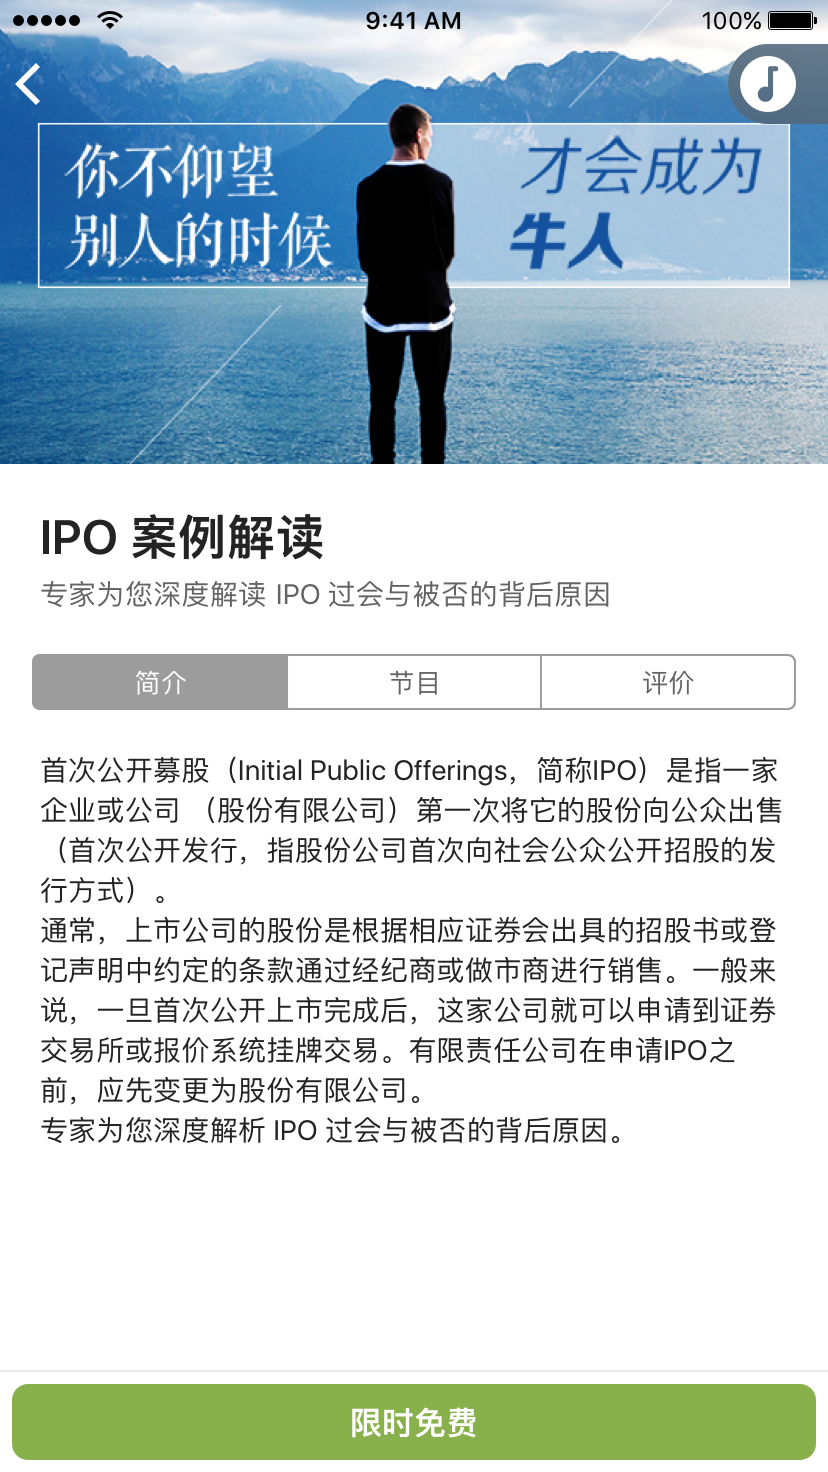 9:41 AM
100%
你不仰望
别人的时候
才会成为
牛人
IPO 案例解读
专家为您深度解读 IPO 过会与被否的背后原因
简介
节目
评价
首次公开募股（Initial Public Offerings，简称IPO）是指一家
企业或公司 （股份有限公司）第一次将它的股份向公众出售
（首次公开发行，指股份公司首次向社会公众公开招股的发
行方式）。
通常，上市公司的股份是根据相应证券会出具的招股书或登
记声明中约定的条款通过经纪商或做市商进行销售。一般来
说，一旦首次公开上市完成后，这家公司就可以申请到证券
交易所或报价系统挂牌交易。有限责任公司在申请IPO之
前，应先变更为股份有限公司。
专家为您深度解析 IPO 过会与被否的背后原因。
限时免费